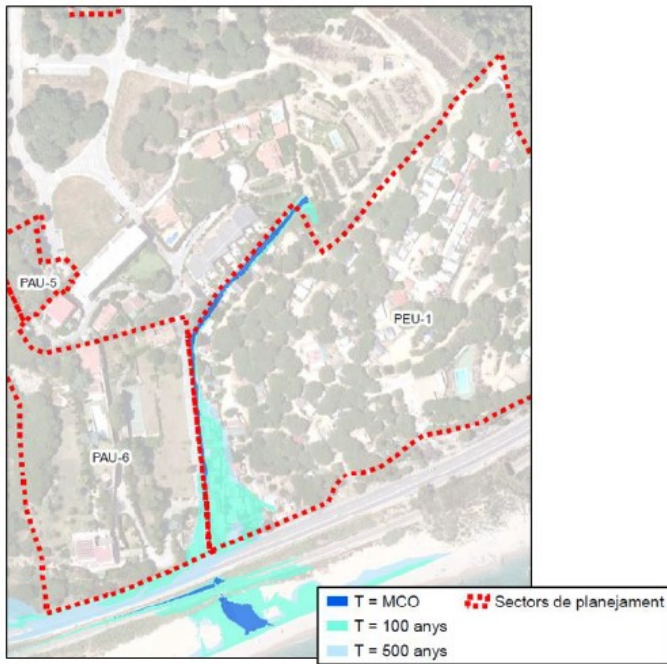 PAU-5
PEU-1
PAU-6
T = MCO
Sectors de planejament
T = 100 anys
T = 500 anys